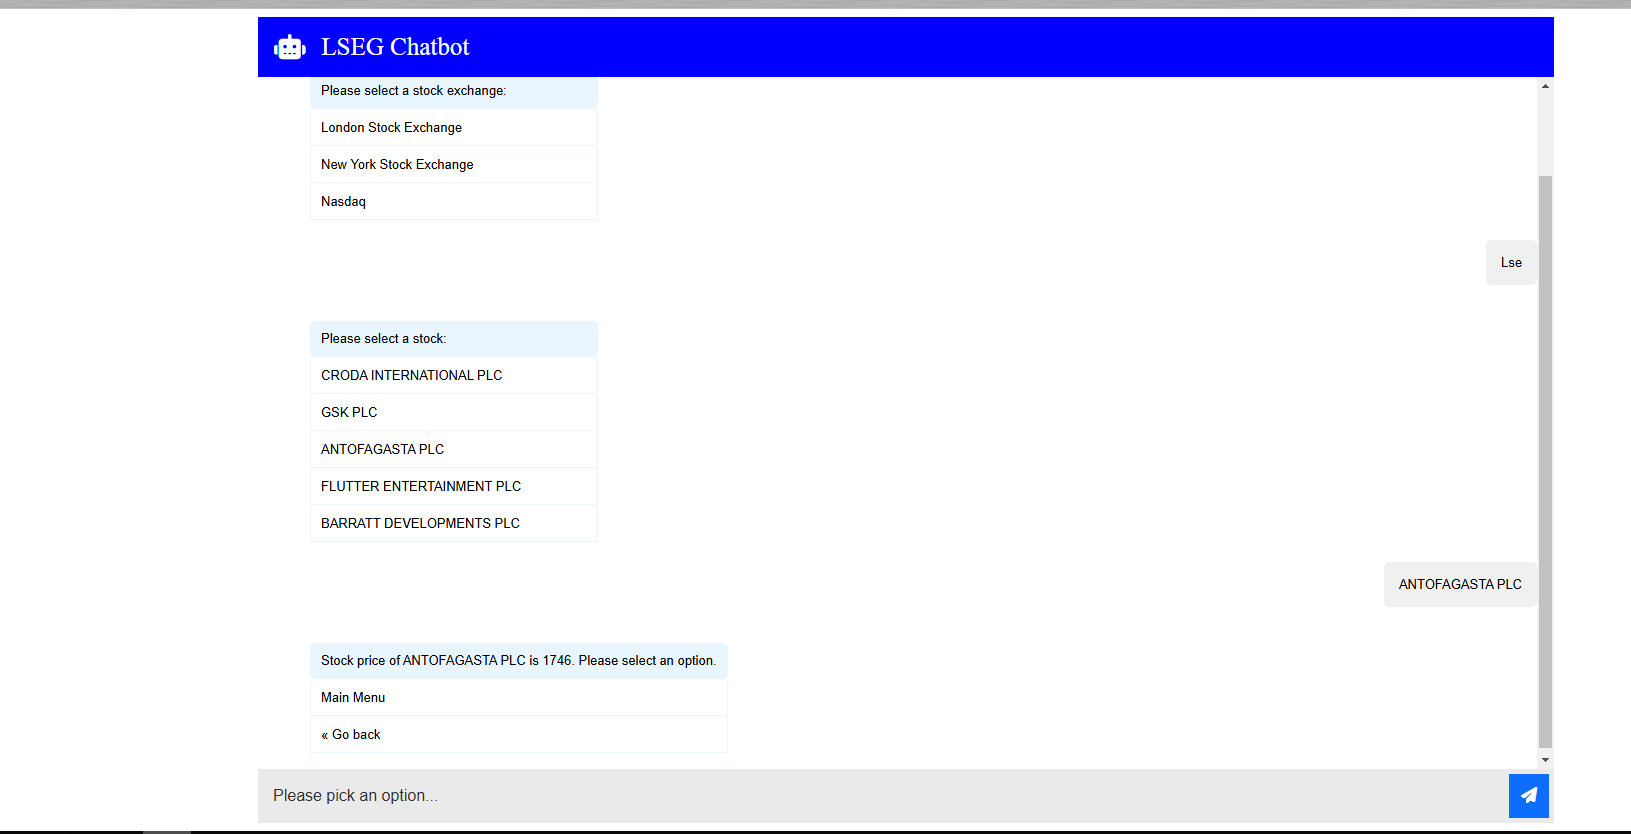 LSEG Chatbot
Please select a stock exchange:
London Stock Exchange
New York Stock Exchange
Nasdaq
Lse
Please select a stock:
CRODA INTERNATIONAL PLC
GSK PLC
ANTOFAGASTA PLC
FLUTTER ENTERTAINMENT PLC
BARRATT DEVELOPMENTS PLC
ANTOFAGASTA PLC
Stock price of ANTOFAGASTA PLC is 1746. Please select an option.
Main Menu
« Go back
Please pick an option...